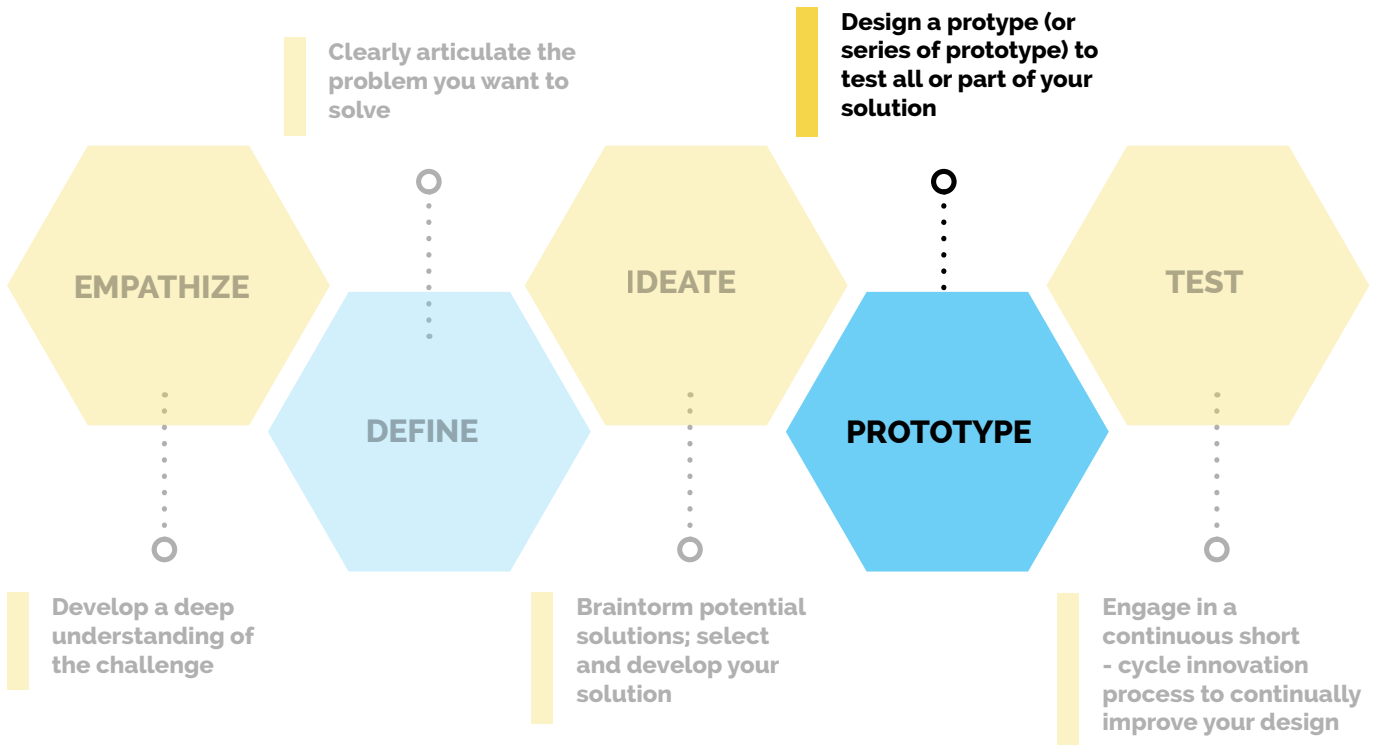 Clearly articulate the
problem you want to
solve
Design a protype (or
series of prototype) to
test all or part of your
solution
EMPATHIZE
DEFINE
IDEATE
PROTOTYPE
TEST
Develop a deep
understanding of
the challenge
Braintorm potential
solutions; select
and develop your
solution
Engage in a
continuous short
- cycle innovation
process to continually
improve your design